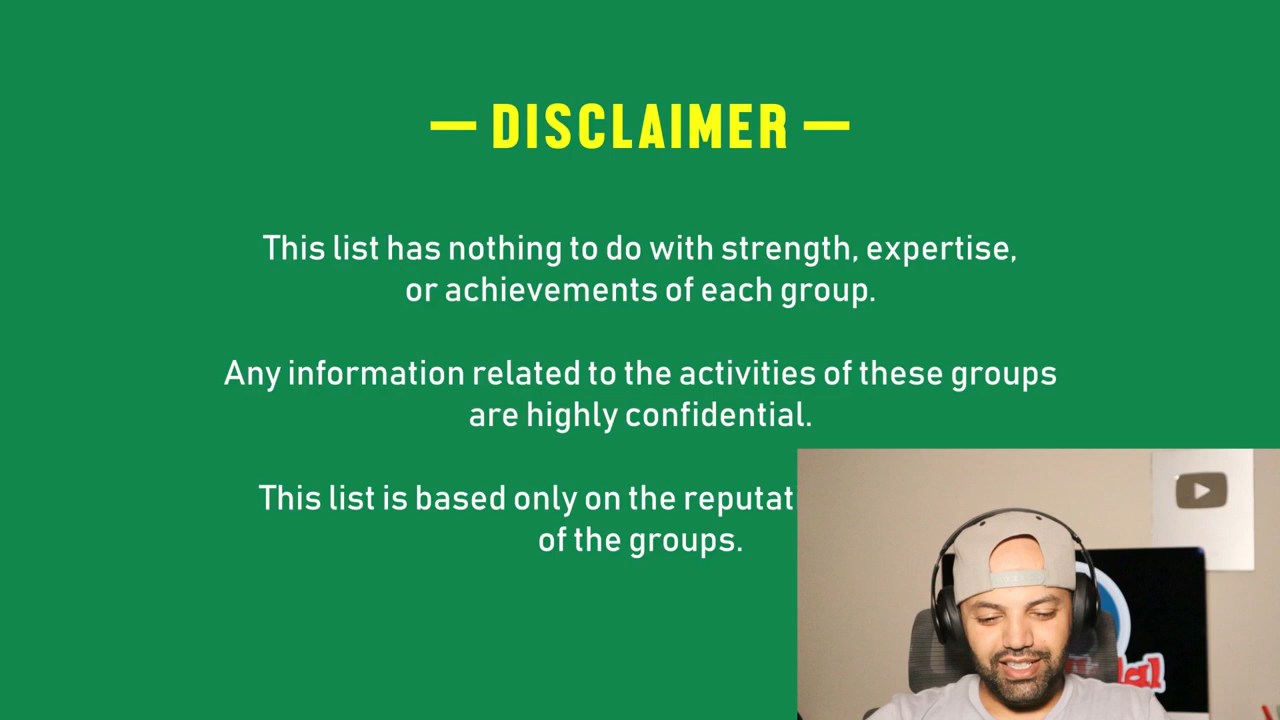 — DISCLAIMER —
This list has nothing to do with strength, expertise,
or achievements of each group.
Any information related to the activities of these groups
are highly confidential.
This list is based only on the
of the groups.